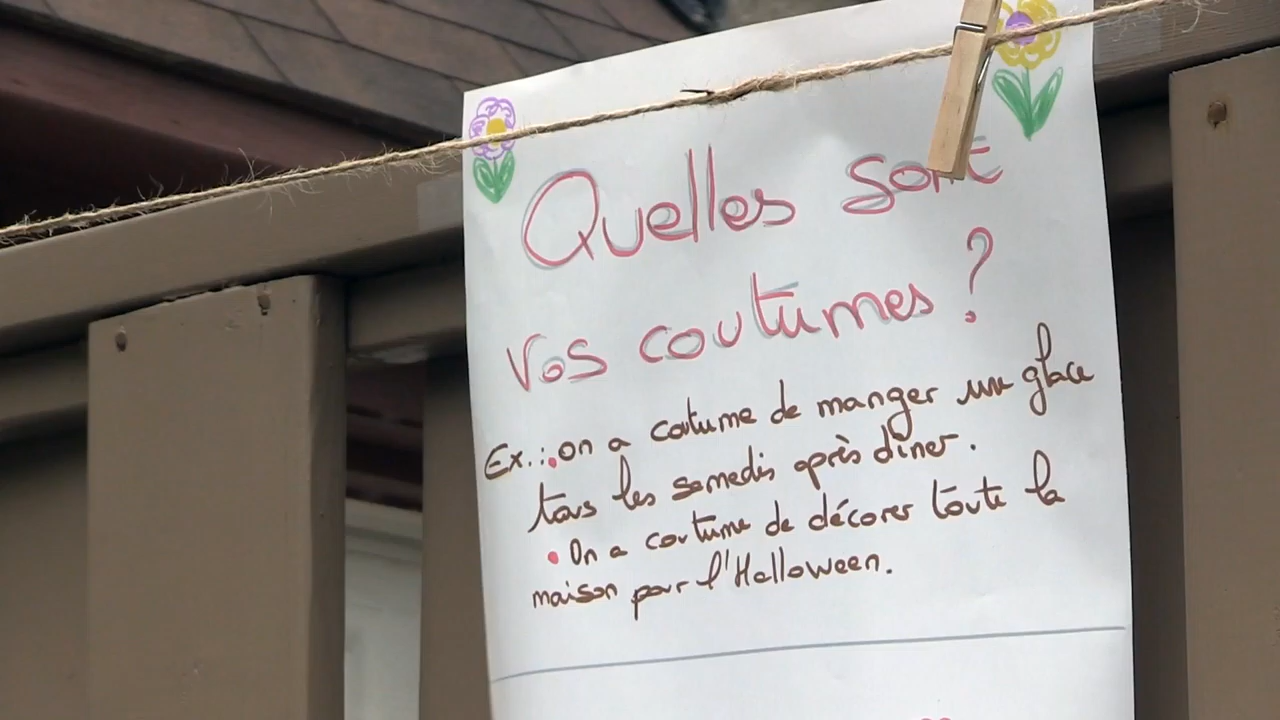 Quelles sont
vos coutumes ?
Ex.: • on a coutume de manger une glace
tous les samedis après dîner.
• On a coutume de décorer toute la
maison pour l'Halloween.